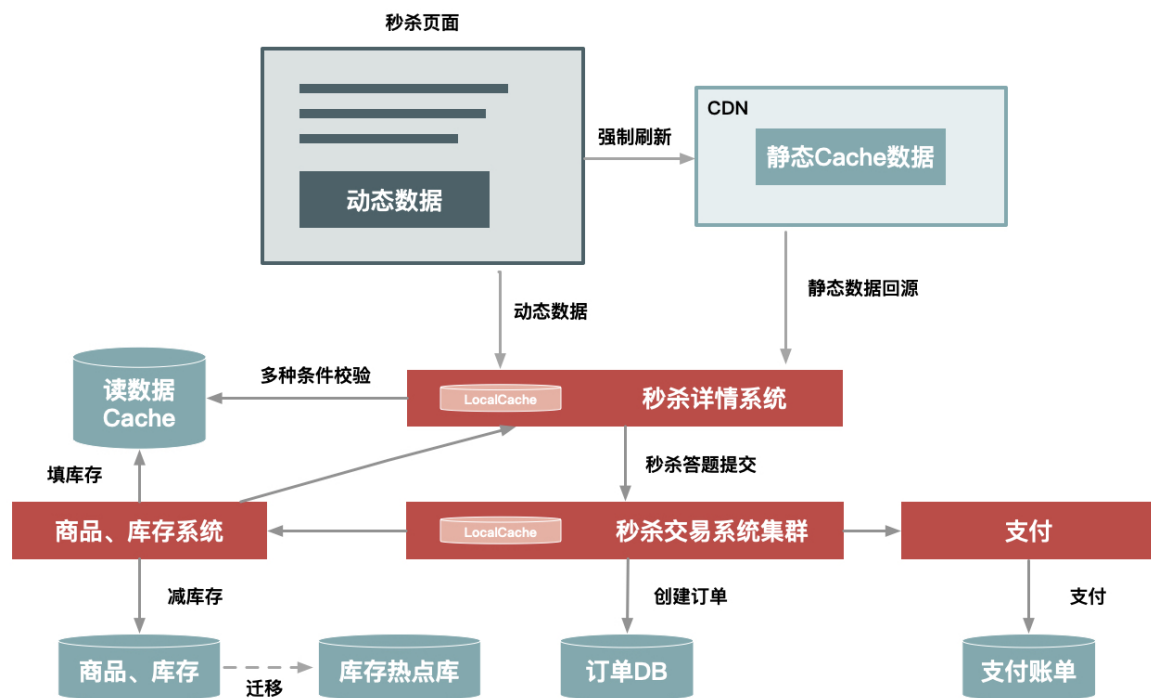 秒杀页面
CDN
强制刷新
静态Cache数据
动态数据
动态数据
静态数据回源
读数据
Cache
多种条件校验
LocalCache
秒杀详情系统
填库存
秒杀答题提交
商品、库存系统
LocalCache
秒杀交易系统集群
支付
减库存
创建订单
支付
商品、库存
迁移
库存热点库
订单DB
支付账单